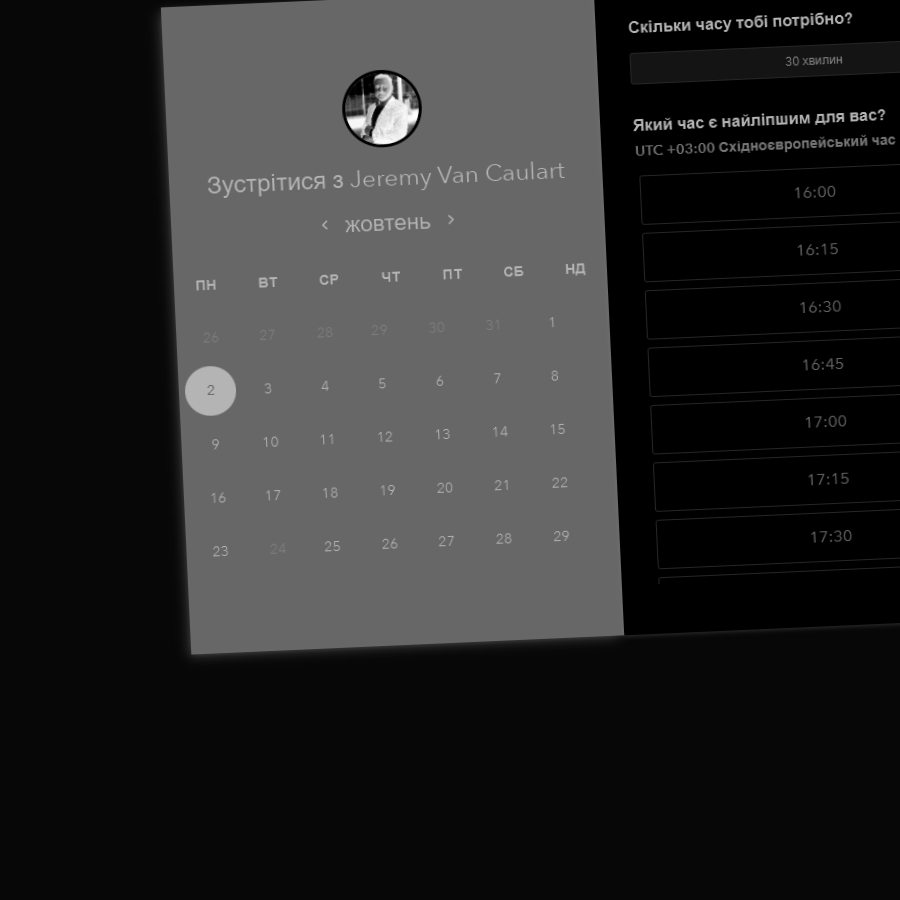 Зустрітися з Jeremy Van Caulart
‹ жовтень ›
ПН ВТ СР ЧТ ПТ СБ НД
26 27 28 29 30 31 1
2 3 4 5 6 7 8
9 10 11 12 13 14 15
16 17 18 19 20 21 22
23 24 25 26 27 28 29
Скільки часу тобі потрібно?
30 хвилин
Який час є найліпшим для вас?
UTC +03:00 Східноєвропейський час
16:00
16:15
16:30
16:45
17:00
17:15
17:30